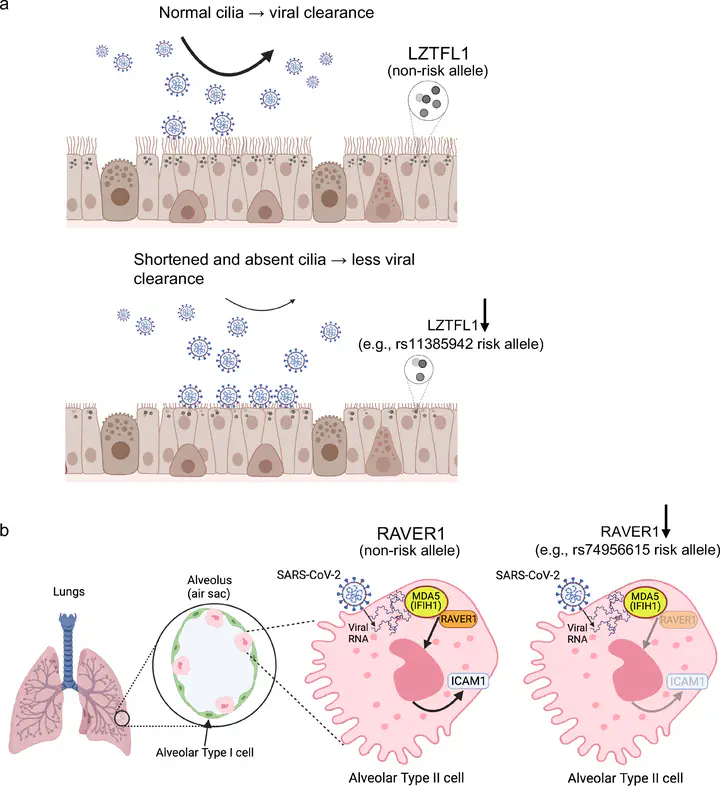 a
Normal cilia → viral clearance
LZTFL1
(non-risk allele)
Shortened and absent cilia → less viral
clearance
LZTFL1
(e.g., rs11385942 risk allele)
b
RAVER1
(non-risk allele)
RAVER1
(e.g., rs74956615 risk allele)
Lungs
Alveolus
(air sac)
Alveolar Type I cell
SARS-CoV-2
Viral
RNA
MDA5
(IFIH1)
RAVER1
ICAM1
Alveolar Type II cell
SARS-CoV-2
Viral
RNA
MDA5
(IFIH1)
RAVER1
ICAM1
Alveolar Type II cell